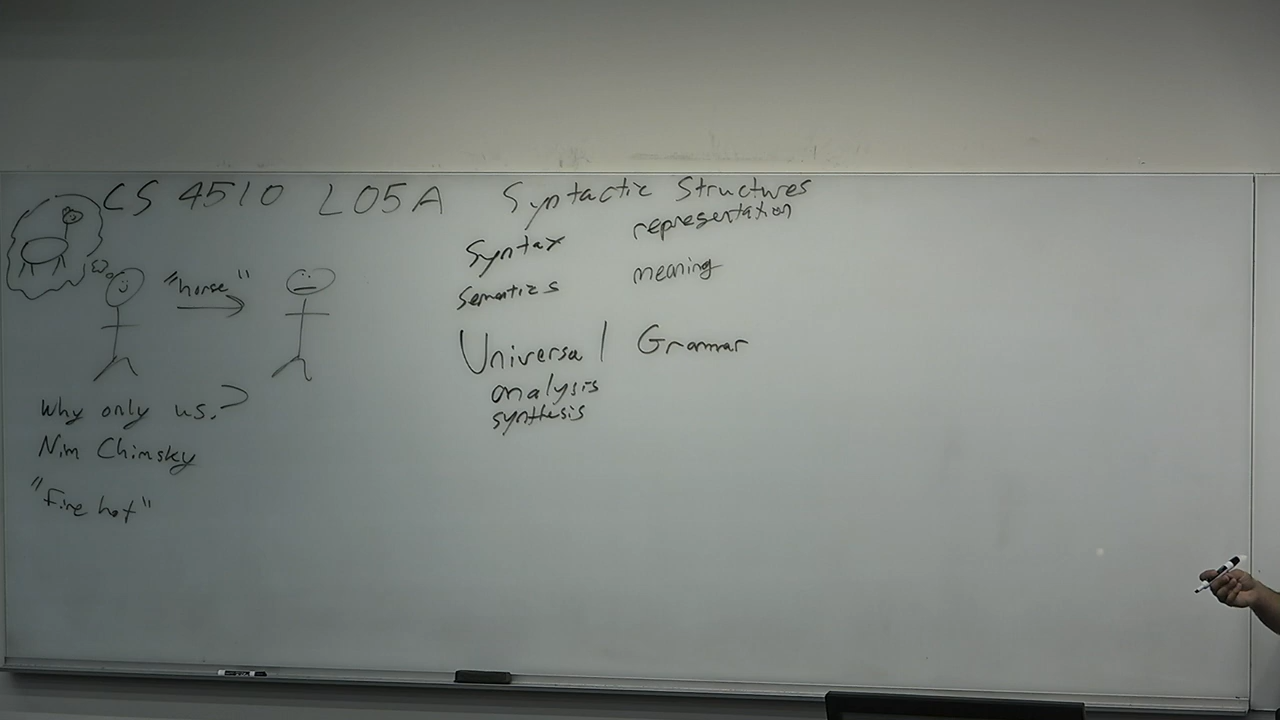 CS 4510 L05A Syntactic Structures
Syntax representation
Sematics meaning
"horse"
Universal Grammar
analysis
synthesis
Why only us?
Nim Chimsky
"Fire hot"